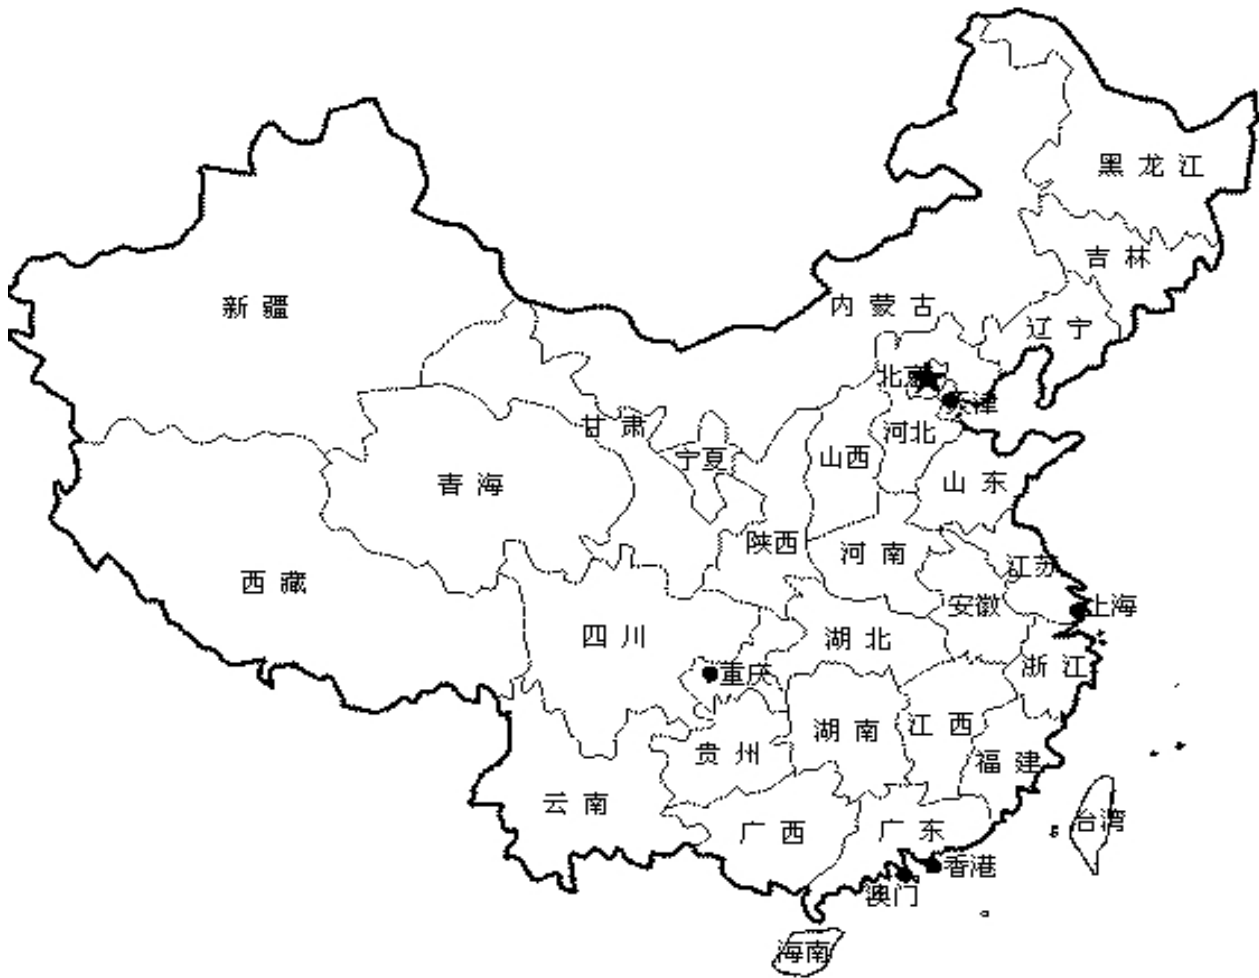 黑龙江
吉林
新疆
内蒙古
辽宁
北京
天津
甘肃
河北
宁夏
山西
青海
山东
陕西
河南
江苏
西藏
安徽
上海
四川
湖北
浙江
重庆
湖南
江西
贵州
福建
云南
广西
广东
台湾
香港
澳门
海南